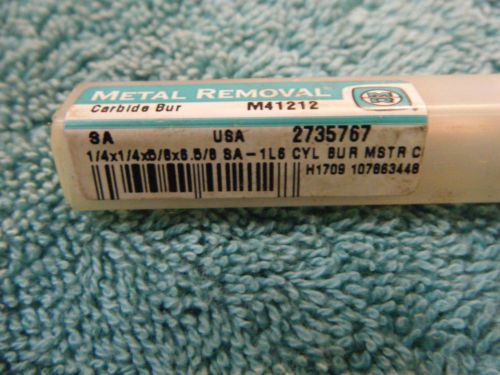 METAL REMOVAL
Carbide Bur M41212
SA USA 2735767
1/4x1/4x5/8x6.5/8 SA-1L6 CYL BUR MSTR C
H1709 107863448